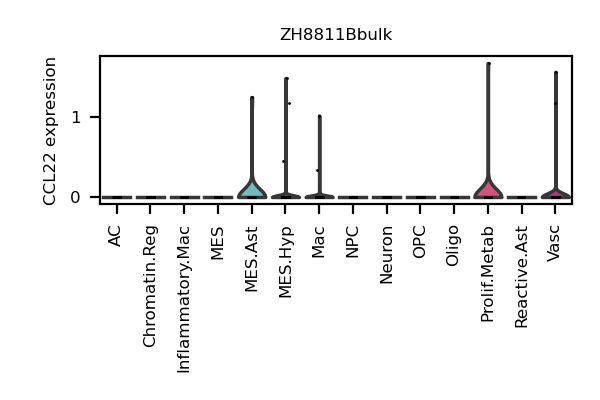 ZH8811Bbulk
CCL22 expression
1
0
AC
Chromatin.Reg
Inflammatory.Mac
MES
MES.Ast
MES.Hyp
Mac
NPC
Neuron
OPC
Oligo
Prolif.Metab
Reactive.Ast
Vasc